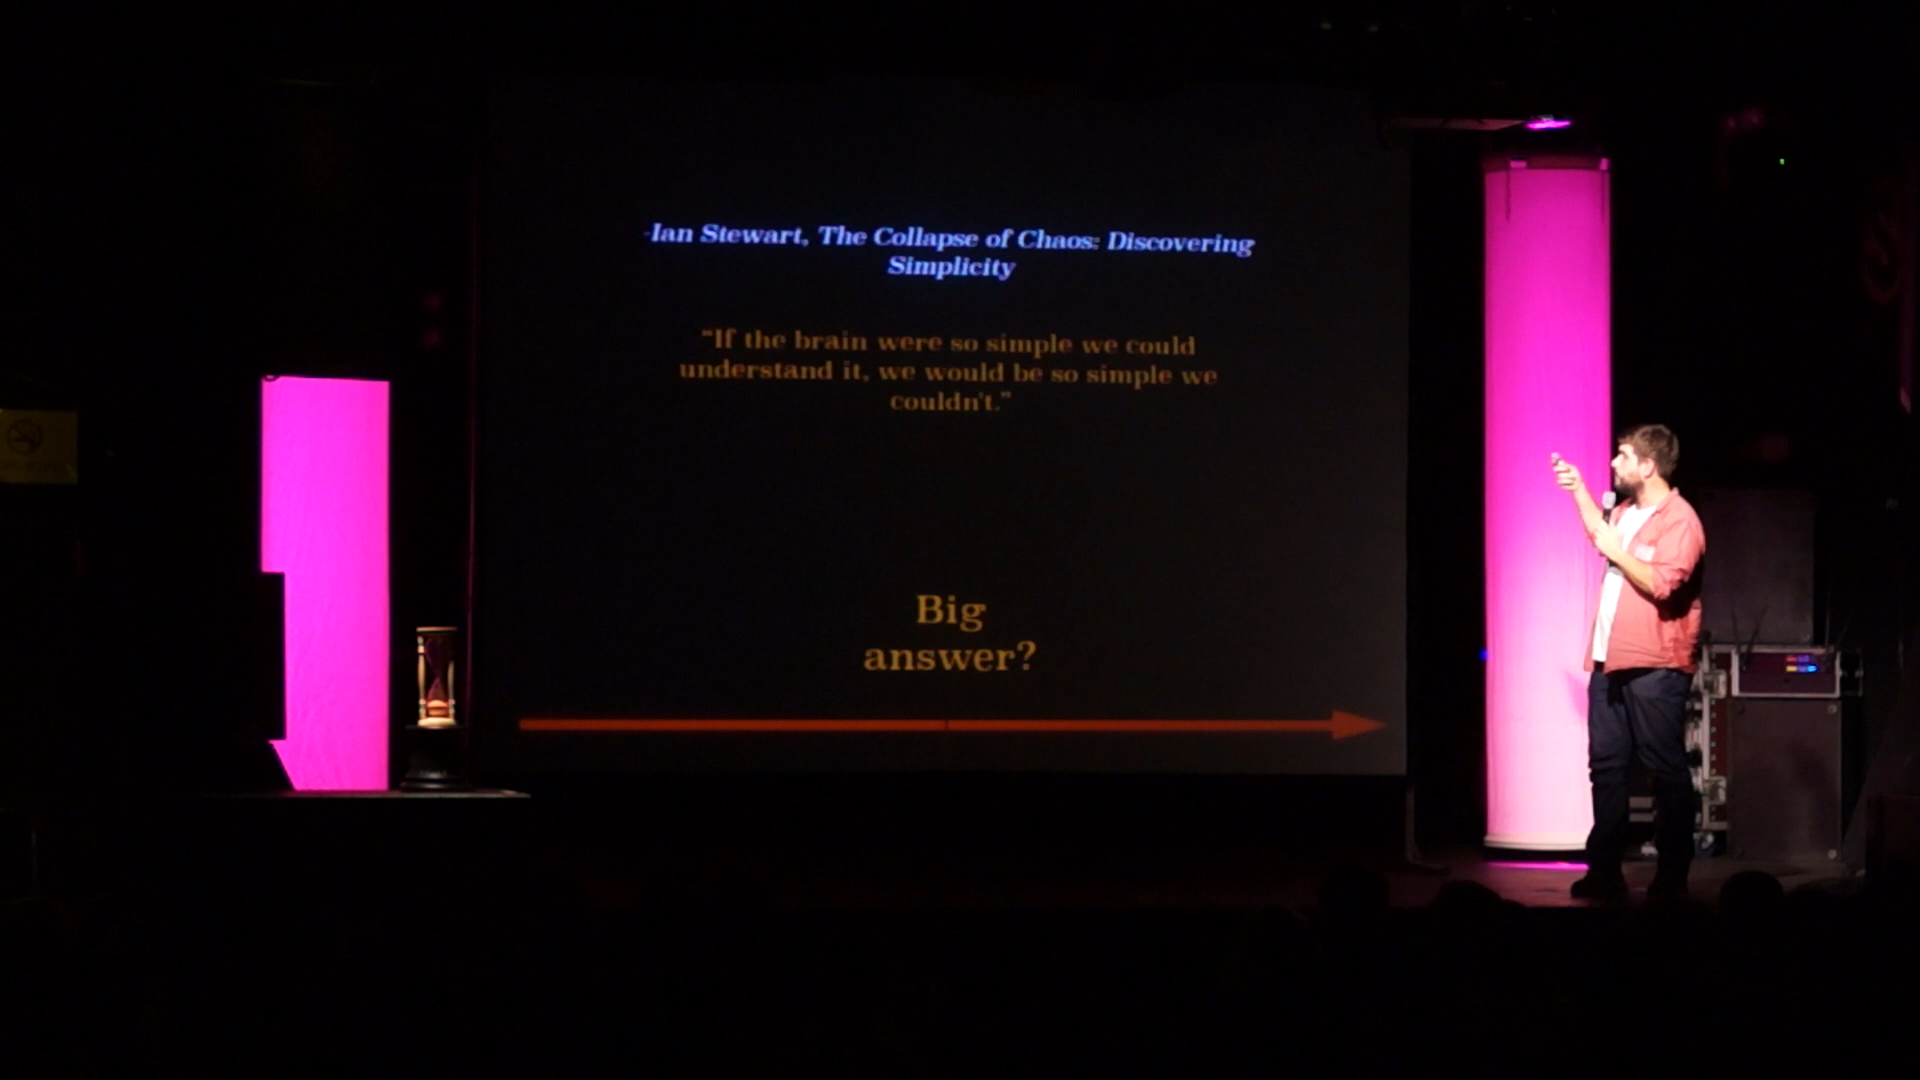 -Ian Stewart, The Collapse of Chaos: Discovering
Simplicity
"If the brain were so simple we could
understand it, we would be so simple we
couldn't."
Big
answer?